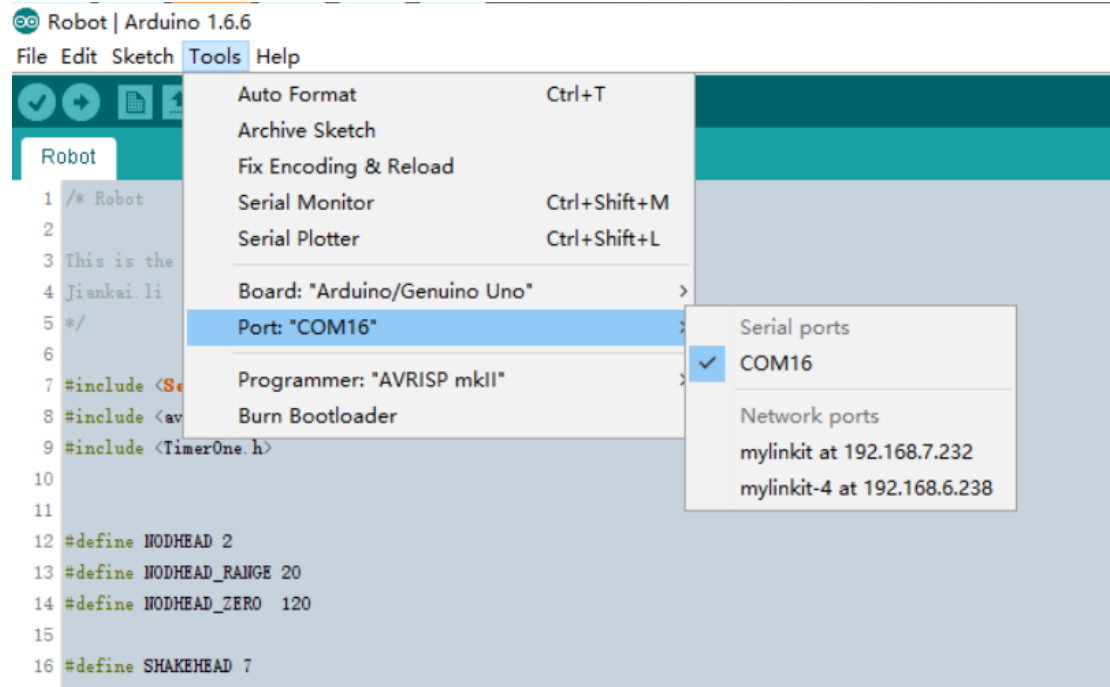 Robot | Arduino 1.6.6
File Edit Sketch Tools Help
Auto Format Ctrl+T
Archive Sketch
Fix Encoding & Reload
Serial Monitor Ctrl+Shift+M
Serial Plotter Ctrl+Shift+L
Board: "Arduino/Genuino Uno"
Port: "COM16"
Programmer: "AVRISP mkII"
Burn Bootloader
Serial ports
COM16
Network ports
mylinkit at 192.168.7.232
mylinkit-4 at 192.168.6.238
Robot
1 /* Robot
2
3 This is the
4 Jiankai.li
5 */
6
7 #include <Se
8 #include <av
9 #include <TimerOne.h>
10
11
12 #define NODHEAD 2
13 #define NODHEAD_RANGE 20
14 #define NODHEAD_ZERO 120
15
16 #define SHAKEHEAD 7